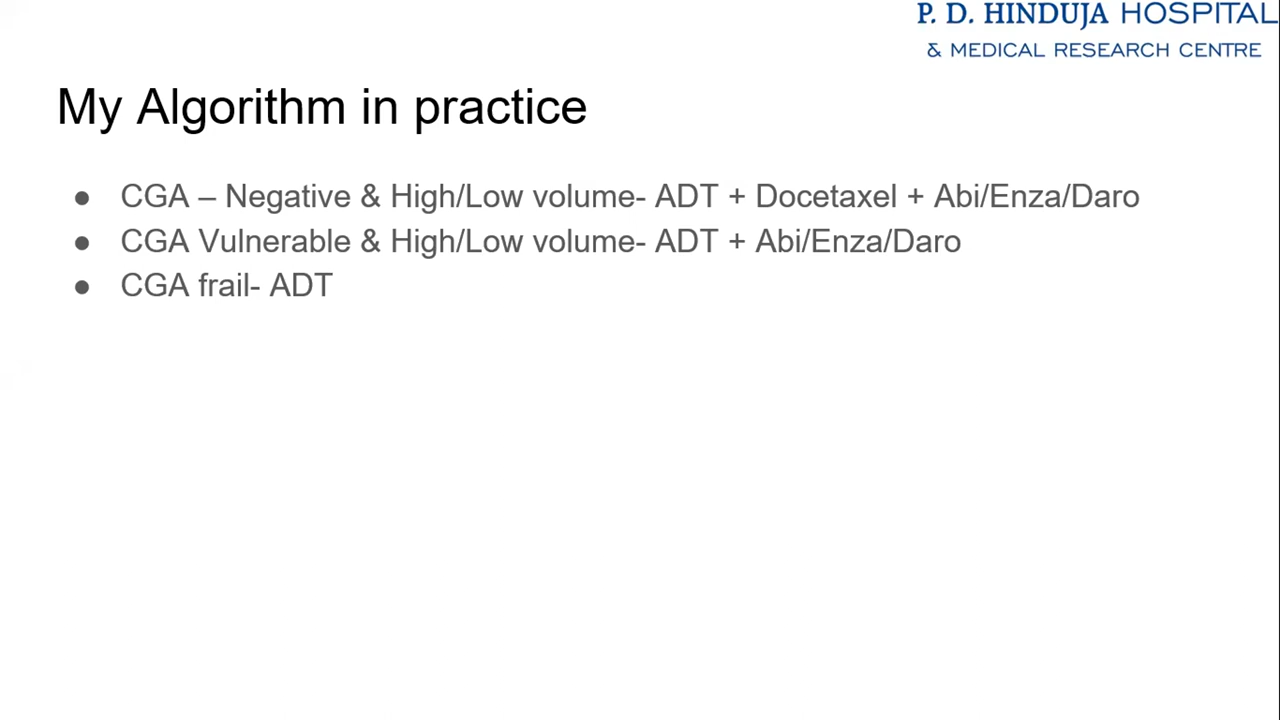 P. D. HINDUJA HOSPITAL
& MEDICAL RESEARCH CENTRE
My Algorithm in practice
● CGA – Negative & High/Low volume- ADT + Docetaxel + Abi/Enza/Daro
● CGA Vulnerable & High/Low volume- ADT + Abi/Enza/Daro
● CGA frail- ADT